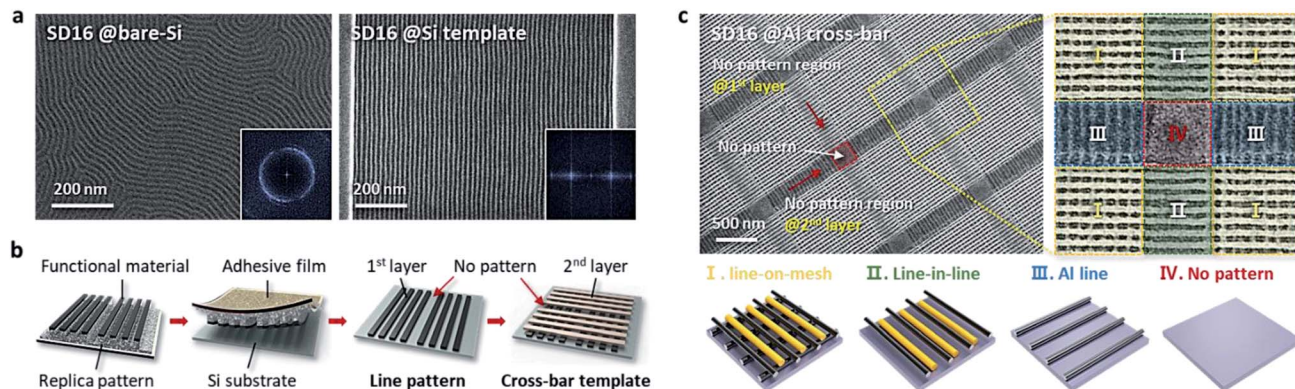 a
SD16 @bare-Si
200 nm
SD16 @Si template
200 nm
b
Functional material
Replica pattern
Adhesive film
Si substrate
1st layer
No pattern
Line pattern
2nd layer
Cross-bar template
c
SD16 @Al cross-bar
No pattern region
@1st layer
No pattern
No pattern region
@2nd layer
500 nm
I II I
III IV III
I II I
I. line-on-mesh
II. Line-in-line
III. Al line
IV. No pattern